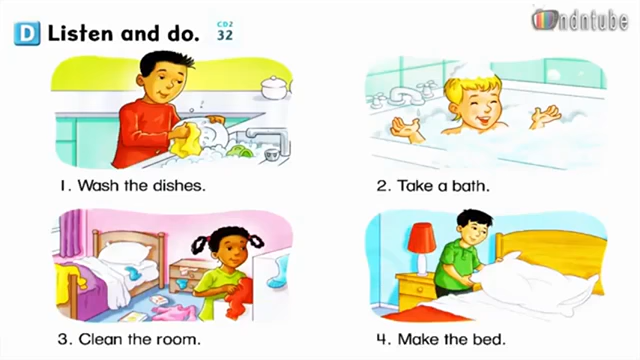 D Listen and do. CD2 32
ndntube
1. Wash the dishes.
2. Take a bath.
3. Clean the room.
4. Make the bed.